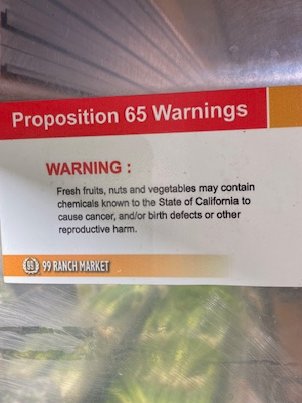 Proposition 65 Warnings
WARNING :
Fresh fruits, nuts and vegetables may contain
chemicals known to the State of California to
cause cancer, and/or birth defects or other
reproductive harm.
99 99 RANCH MARKET